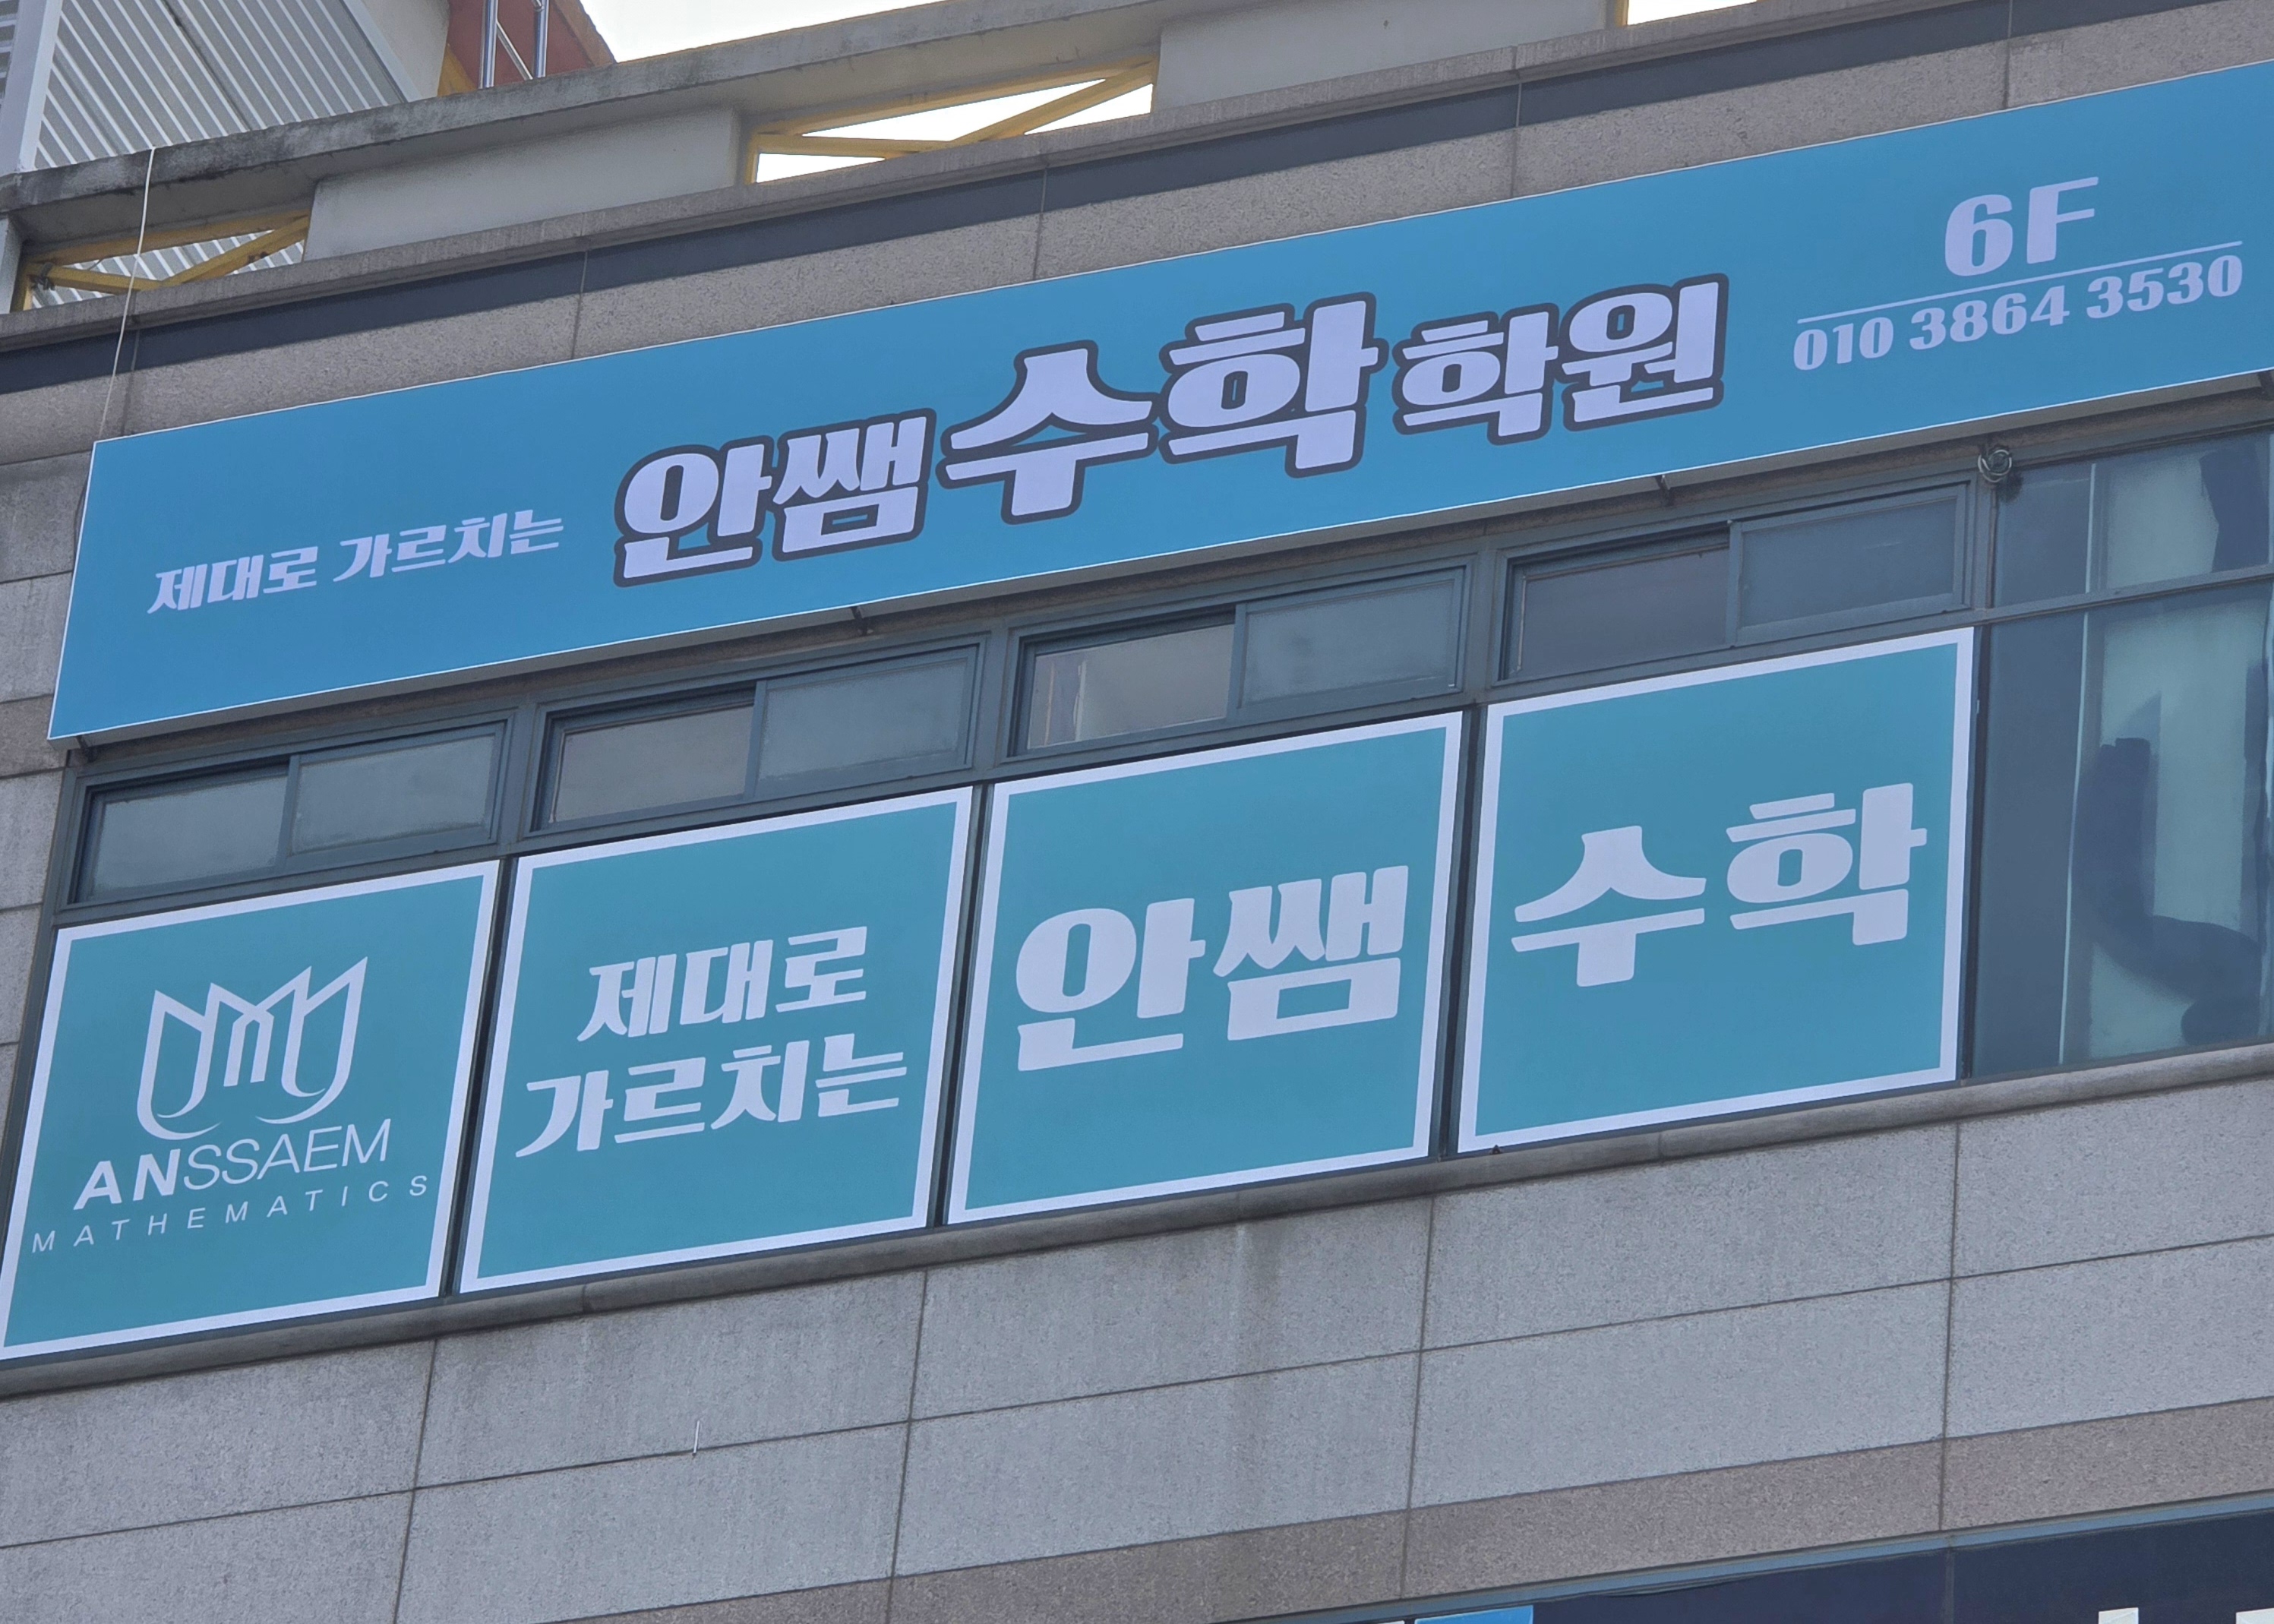 제대로 가르치는 안쌤수학학원
6F
010 3864 3530
ANSSAEM
MATHEMATICS
제대로
가르치는
안쌤
수학